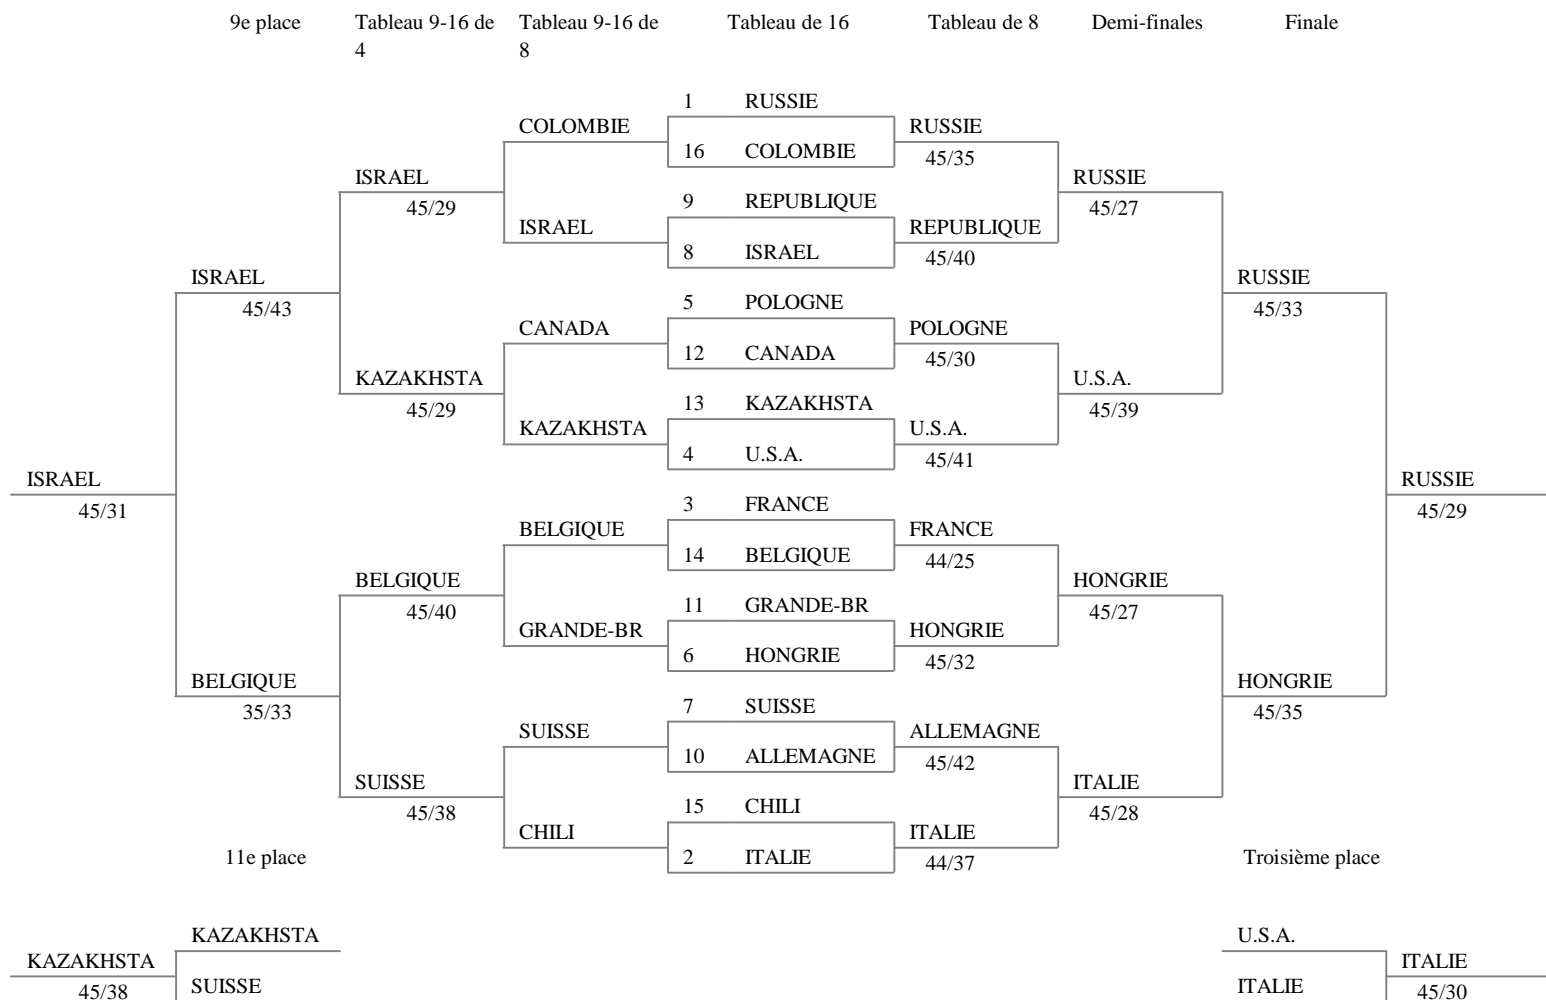 9e place Tableau 9-16 de 4 Tableau 9-16 de 8 Tableau de 16 Tableau de 8 Demi-finales Finale
1 RUSSIE
COLOMBIE RUSSIE
16 COLOMBIE 45/35
ISRAEL RUSSIE
45/29 9 REPUBLIQUE 45/27
ISRAEL REPUBLIQUE
8 ISRAEL 45/40
ISRAEL RUSSIE
45/43 5 POLOGNE 45/33
CANADA POLOGNE
12 CANADA 45/30
KAZAKHSTA U.S.A.
45/29 13 KAZAKHSTA 45/39
KAZAKHSTA U.S.A.
4 U.S.A. 45/41
ISRAEL RUSSIE
45/31 3 FRANCE 45/29
BELGIQUE FRANCE
14 BELGIQUE 44/25
BELGIQUE HONGRIE
45/40 11 GRANDE-BR 45/27
GRANDE-BR HONGRIE
6 HONGRIE 45/32
BELGIQUE HONGRIE
35/33 7 SUISSE 45/35
SUISSE ALLEMAGNE
10 ALLEMAGNE 45/42
SUISSE ITALIE
45/38 15 CHILI 45/28
CHILI ITALIE
11e place 2 ITALIE 44/37 Troisième place
KAZAKHSTA U.S.A.
KAZAKHSTA ITALIE
45/38 SUISSE ITALIE 45/30